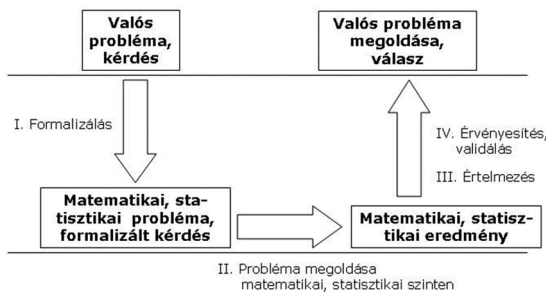 Valós
probléma,
kérdés
Valós probléma
megoldása,
válasz
I. Formalizálás
IV. Érvényesítés,
validálás
III. Értelmezés
Matematikai, sta-
tisztikai probléma,
formalizált kérdés
Matematikai, statisz-
tikai eredmény
II. Probléma megoldása
matematikai, statisztikai szinten